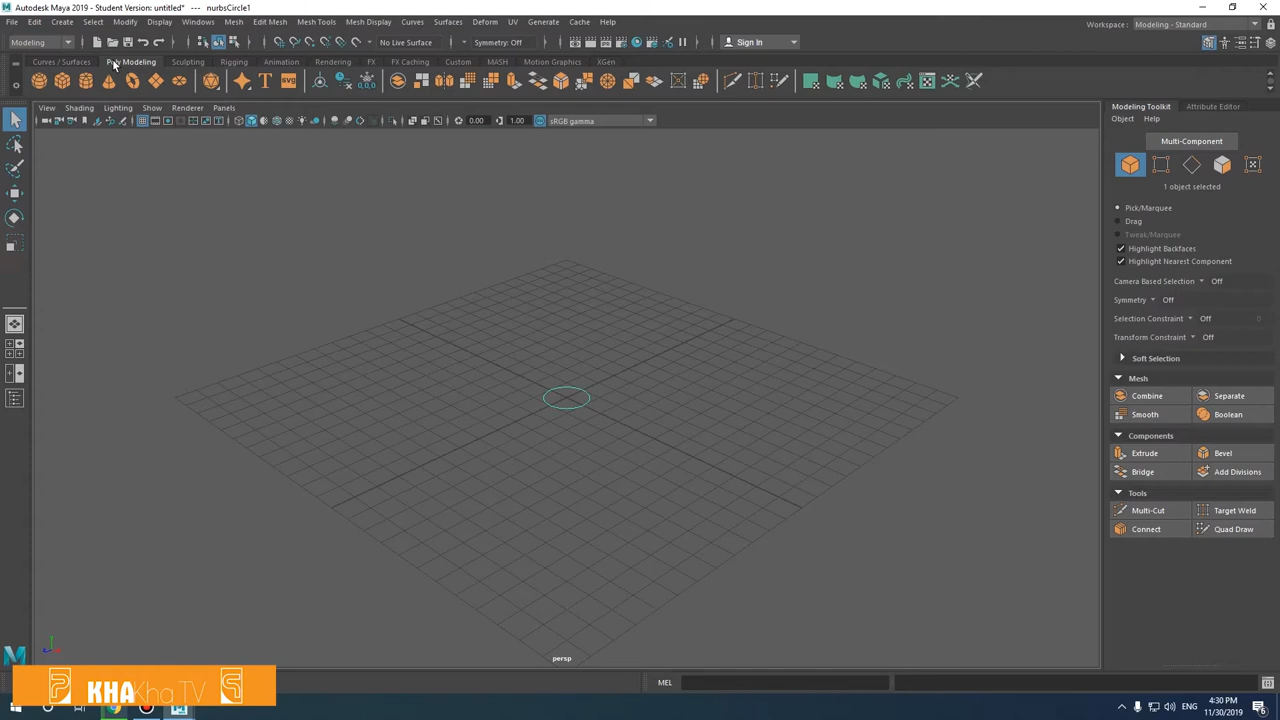 Autodesk Maya 2019 - Student Version: untitled* --- nurbsCircle1
File Edit Create Select Modify Display Windows Mesh Edit Mesh Mesh Tools Mesh Display Curves Surfaces Deform UV Generate Cache Help
Workspace : Modeling - Standard
Modeling No Live Surface Symmetry: Off Sign In
Curves / Surfaces Poly Modeling Sculpting Rigging Animation Rendering FX FX Caching Custom MASH Motion Graphics XGen
View Shading Lighting Show Renderer Panels
0.00 1.00 sRGB gamma
Modeling Toolkit Attribute Editor
Object Help
Multi-Component
1 object selected
Pick/Marquee
Drag
Tweak/Marquee
Highlight Backfaces
Highlight Nearest Component
Camera Based Selection Off
Symmetry Off
Selection Constraint Off 0
Transform Constraint Off
Soft Selection
Mesh
Combine Separate
Smooth Boolean
Components
Extrude Bevel
Bridge Add Divisions
Tools
Multi-Cut Target Weld
Connect Quad Draw
persp
MEL
KHAKhaTV
ENG
4:30 PM
11/30/2019